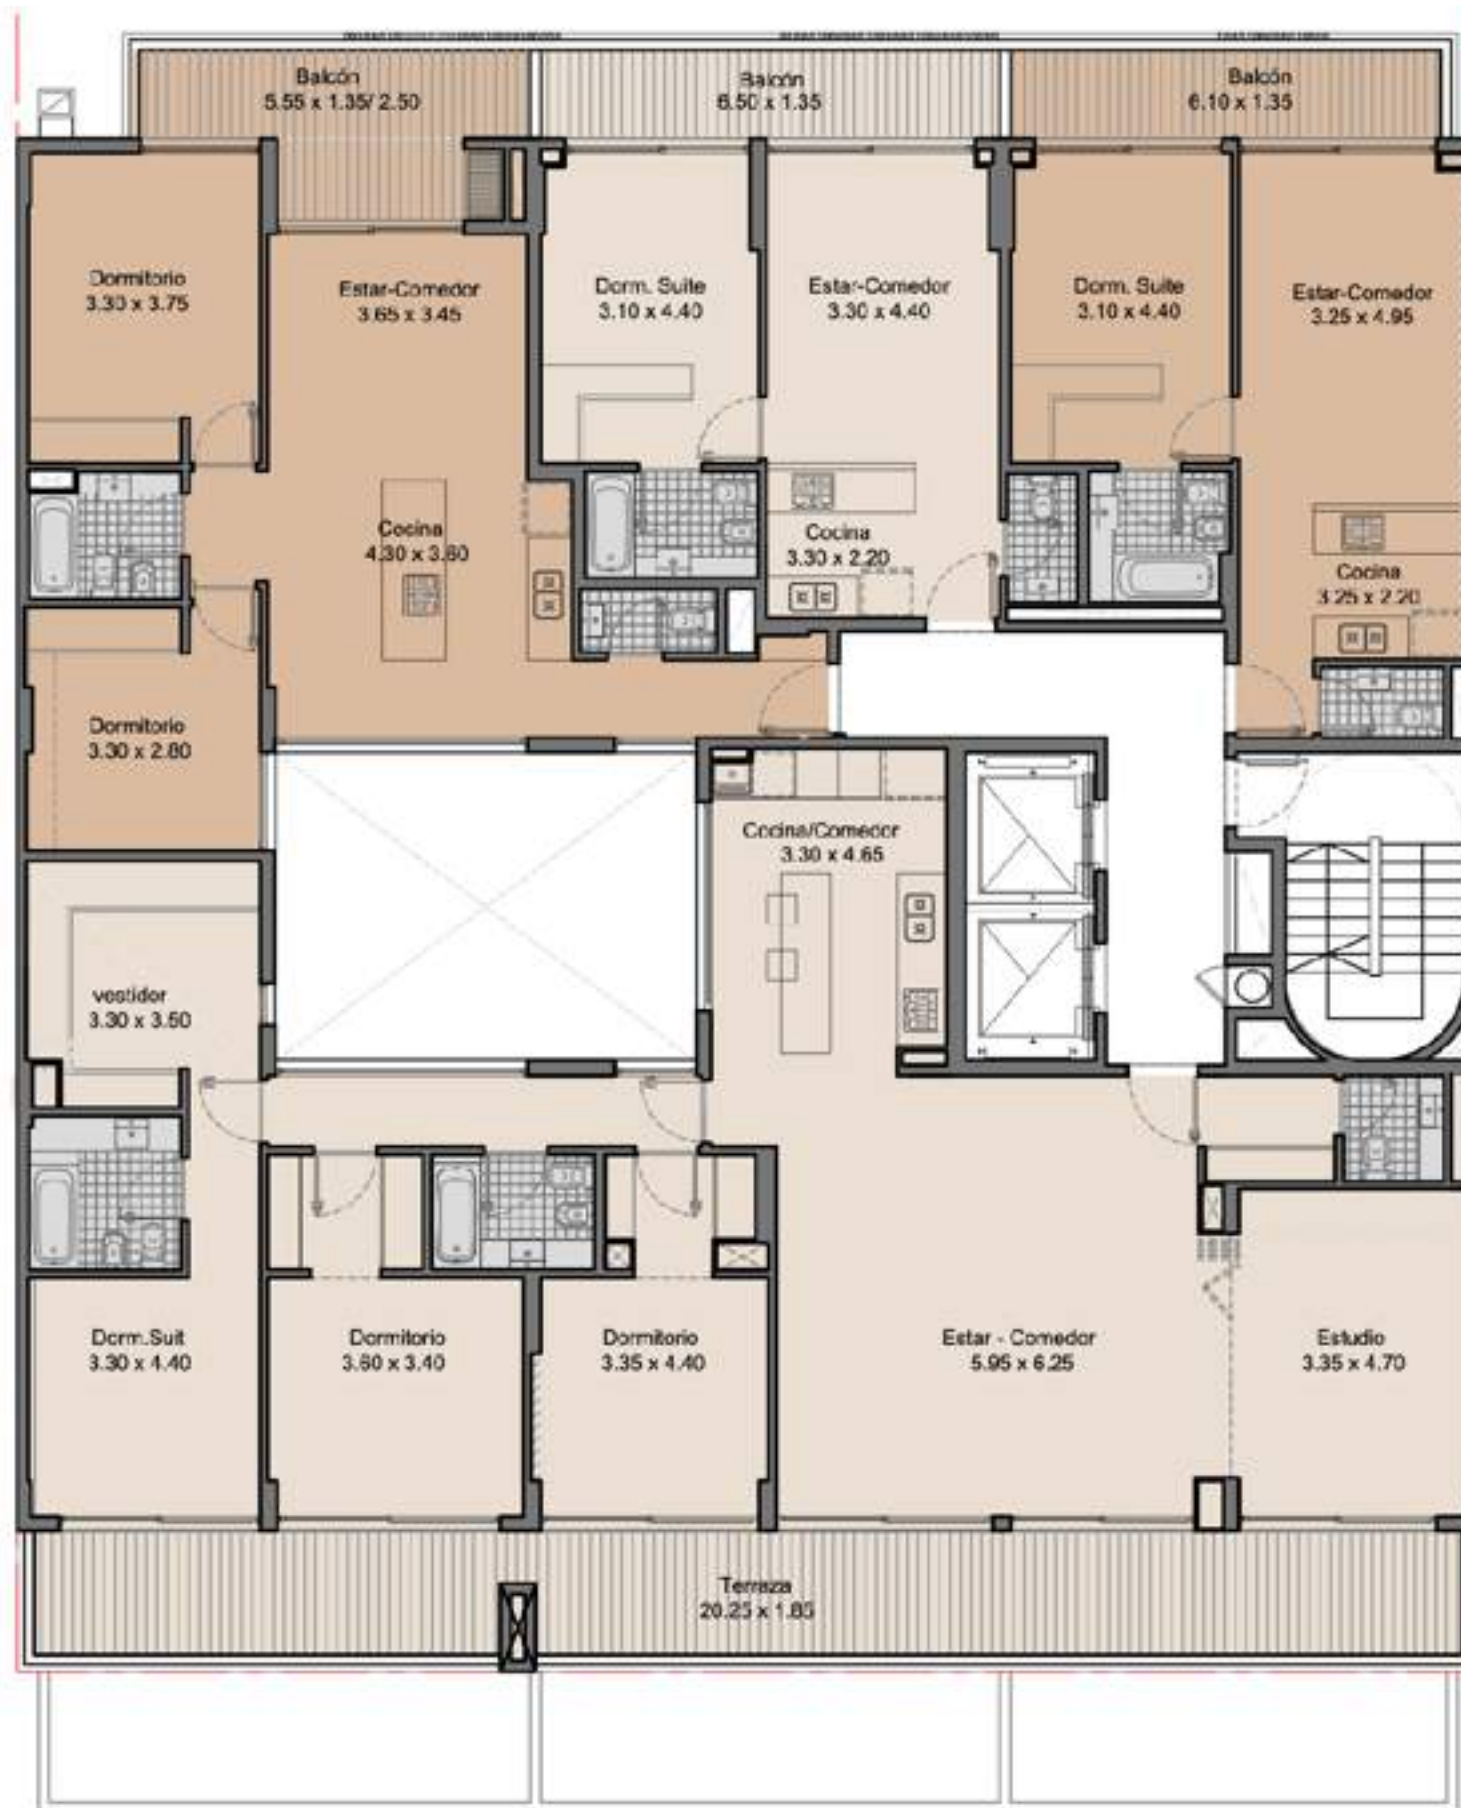 Balcón
5.55 x 1.35/ 2.50
Balcón
6.50 x 1.35
Balcón
6.10 x 1.35
Dormitorio
3.30 x 3.75
Estar-Comedor
3.65 x 3.45
Dorm. Suite
3.10 x 4.40
Estar-Comedor
3.30 x 4.40
Dorm. Suite
3.10 x 4.40
Estar-Comedor
3.25 x 4.95
Cocina
4.30 x 3.60
Cocina
3.30 x 2.20
Cocina
3.25 x 2.20
Dormitorio
3.30 x 2.80
Cocina/Comedor
3.30 x 4.65
vestidor
3.30 x 3.50
Dorm.Suit
3.30 x 4.40
Dormitorio
3.60 x 3.40
Dormitorio
3.35 x 4.40
Estar - Comedor
5.95 x 6.25
Estudio
3.35 x 4.70
Terraza
20.25 x 1.85